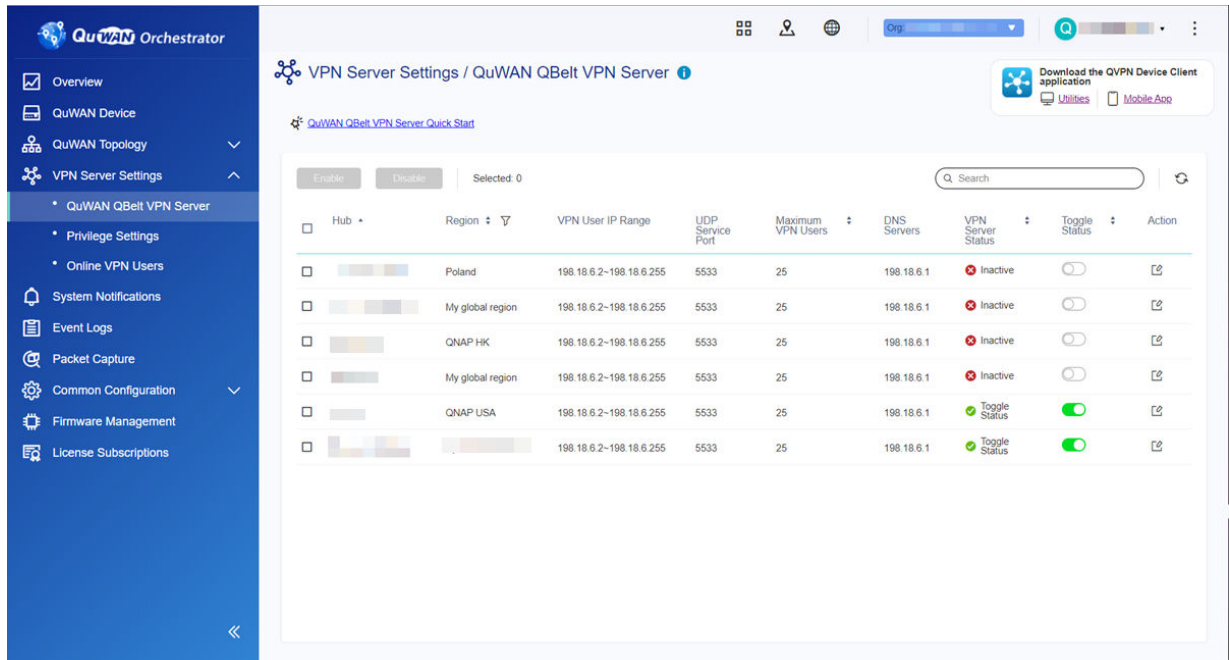 QuWAN Orchestrator
Org:
Q
Overview
QuWAN Device
QuWAN Topology
VPN Server Settings
QuWAN QBelt VPN Server
Privilege Settings
Online VPN Users
System Notifications
Event Logs
Packet Capture
Common Configuration
Firmware Management
License Subscriptions
VPN Server Settings / QuWAN QBelt VPN Server
Download the QVPN Device Client
application
Utilities Mobile App
QuWAN QBelt VPN Server Quick Start
Enable Disable Selected: 0 Search
Hub Region VPN User IP Range UDP Service Port Maximum VPN Users DNS Servers VPN Server Status Toggle Status Action
Poland 198.18.6.2~198.18.6.255 5533 25 198.18.6.1 Inactive
My global region 198.18.6.2~198.18.6.255 5533 25 198.18.6.1 Inactive
QNAP HK 198.18.6.2~198.18.6.255 5533 25 198.18.6.1 Inactive
My global region 198.18.6.2~198.18.6.255 5533 25 198.18.6.1 Inactive
QNAP USA 198.18.6.2~198.18.6.255 5533 25 198.18.6.1 Toggle Status
198.18.6.2~198.18.6.255 5533 25 198.18.6.1 Toggle Status